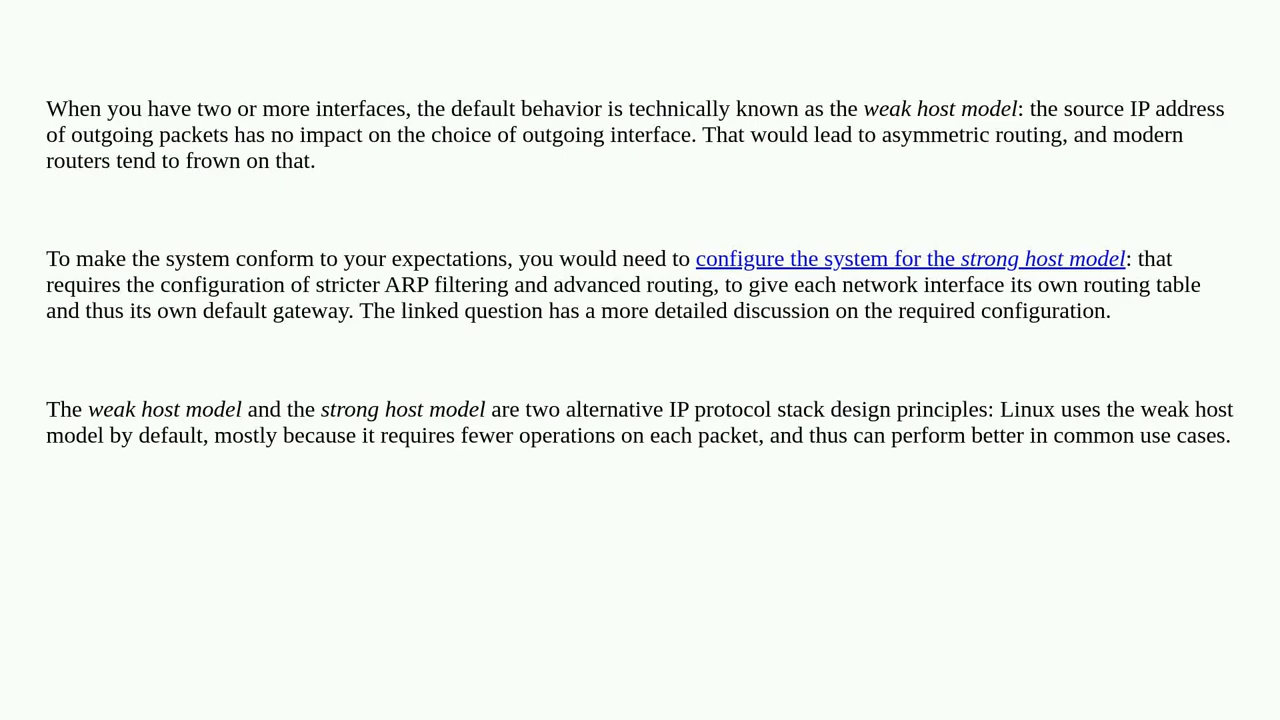 When you have two or more interfaces, the default behavior is technically known as the weak host model: the source IP address
of outgoing packets has no impact on the choice of outgoing interface. That would lead to asymmetric routing, and modern
routers tend to frown on that.
To make the system conform to your expectations, you would need to configure the system for the strong host model: that
requires the configuration of stricter ARP filtering and advanced routing, to give each network interface its own routing table
and thus its own default gateway. The linked question has a more detailed discussion on the required configuration.
The weak host model and the strong host model are two alternative IP protocol stack design principles: Linux uses the weak host
model by default, mostly because it requires fewer operations on each packet, and thus can perform better in common use cases.